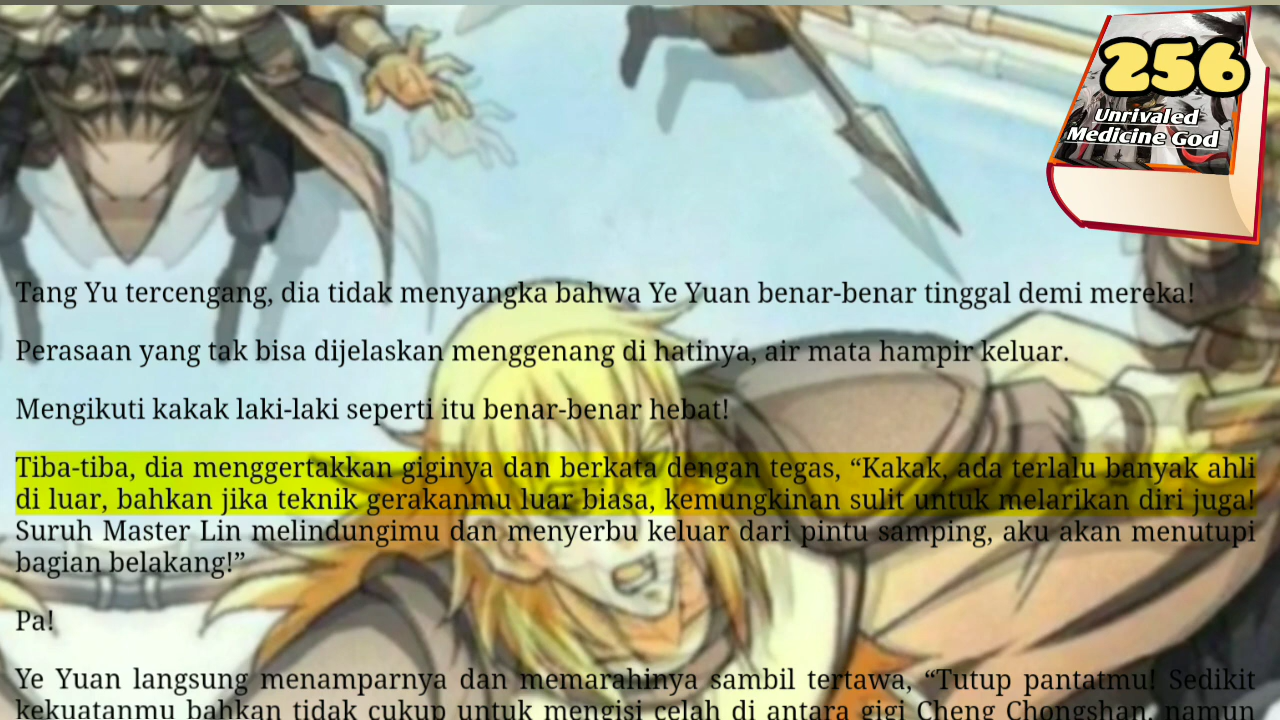 256
Unrivaled
Medicine God
Tang Yu tercengang, dia tidak menyangka bahwa Ye Yuan benar-benar tinggal demi mereka!
Perasaan yang tak bisa dijelaskan menggenang di hatinya, air mata hampir keluar.
Mengikuti kakak laki-laki seperti itu benar-benar hebat!
Tiba-tiba, dia menggertakkan giginya dan berkata dengan tegas, “Kakak, ada terlalu banyak ahli
di luar, bahkan jika teknik gerakanmu luar biasa, kemungkinan sulit untuk melarikan diri juga!
Suruh Master Lin melindungimu dan menyerbu keluar dari pintu samping, aku akan menutupi
bagian belakang!”
Pa!
Ye Yuan langsung menamparnya dan memarahinya sambil tertawa, “Tutup pantatmu! Sedikit
kekuatanmu bahkan tidak cukup untuk mengisi celah di antara gigi Cheng Chongshan, namun